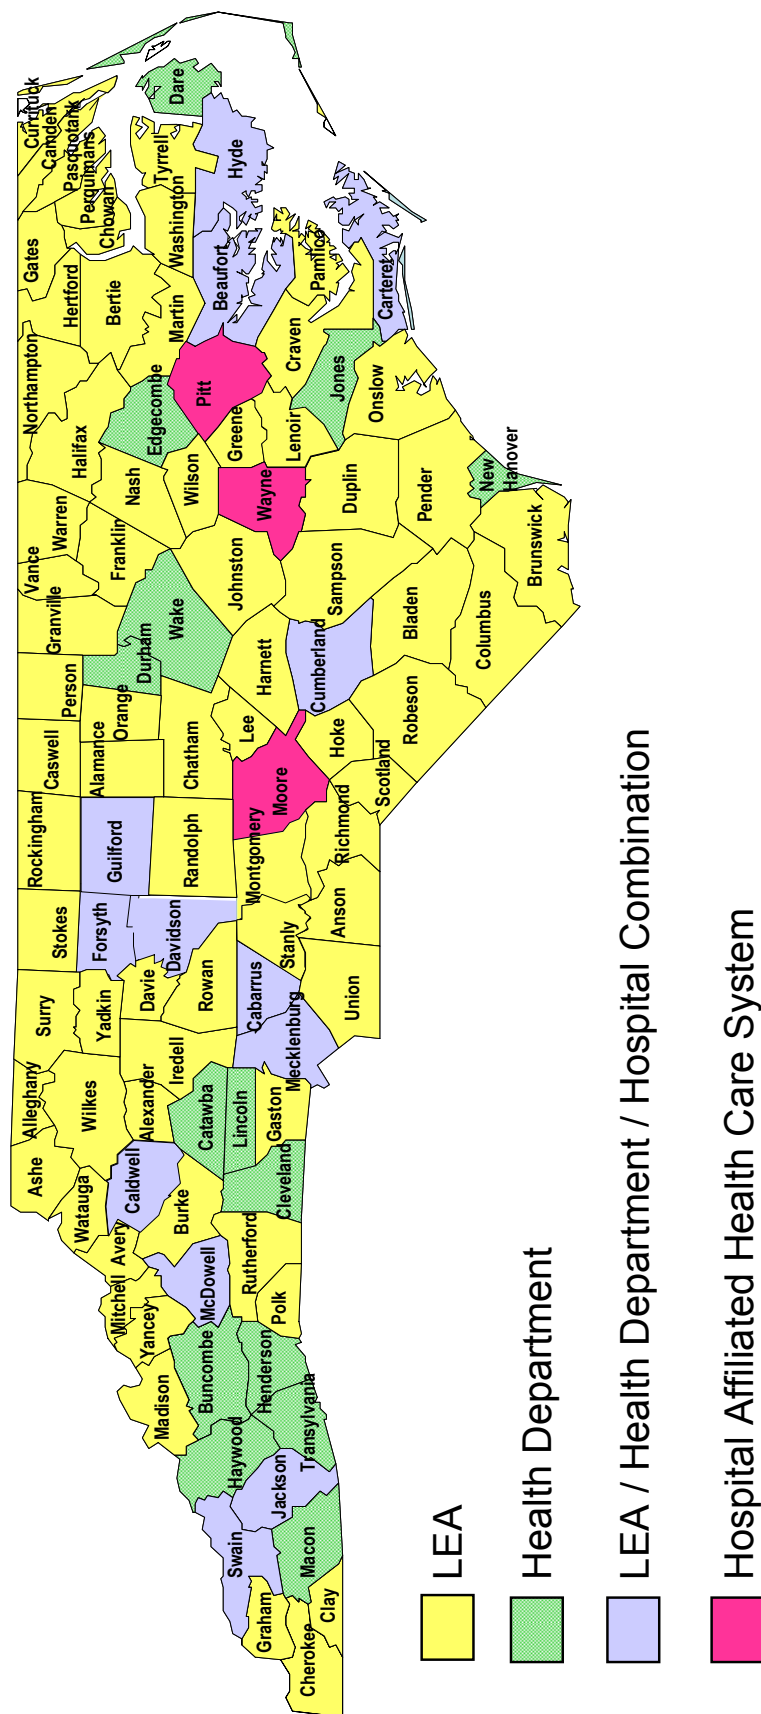 Cherokee
Graham
Clay
Swain
Macon
Jackson
Haywood
Transylvania
Madison
Buncombe
Henderson
Yancey
Mitchell
McDowell
Polk
Rutherford
Avery
Watauga
Burke
Cleveland
Ashe
Caldwell
Alleghany
Wilkes
Alexander
Catawba
Lincoln
Gaston
Surry
Yadkin
Iredell
Mecklenburg
Stokes
Forsyth
Davie
Davidson
Rowan
Cabarrus
Stanly
Union
Rockingham
Guilford
Randolph
Montgomery
Anson
Richmond
Caswell
Alamance
Chatham
Moore
Scotland
Person
Orange
Durham
Lee
Hoke
Robeson
Granville
Wake
Harnett
Cumberland
Bladen
Columbus
Vance
Warren
Franklin
Johnston
Sampson
Brunswick
Northampton
Halifax
Nash
Wilson
Wayne
Duplin
Pender
New
Hanover
Hertford
Edgecombe
Pitt
Greene
Lenoir
Jones
Onslow
Gates
Bertie
Martin
Beaufort
Craven
Pamlico
Carteret
Currituck
Camden
Pasquotank
Perquimans
Chowan
Washington
Tyrrell
Dare
Hyde
LEA
Health Department
LEA / Health Department / Hospital Combination
Hospital Affiliated Health Care System